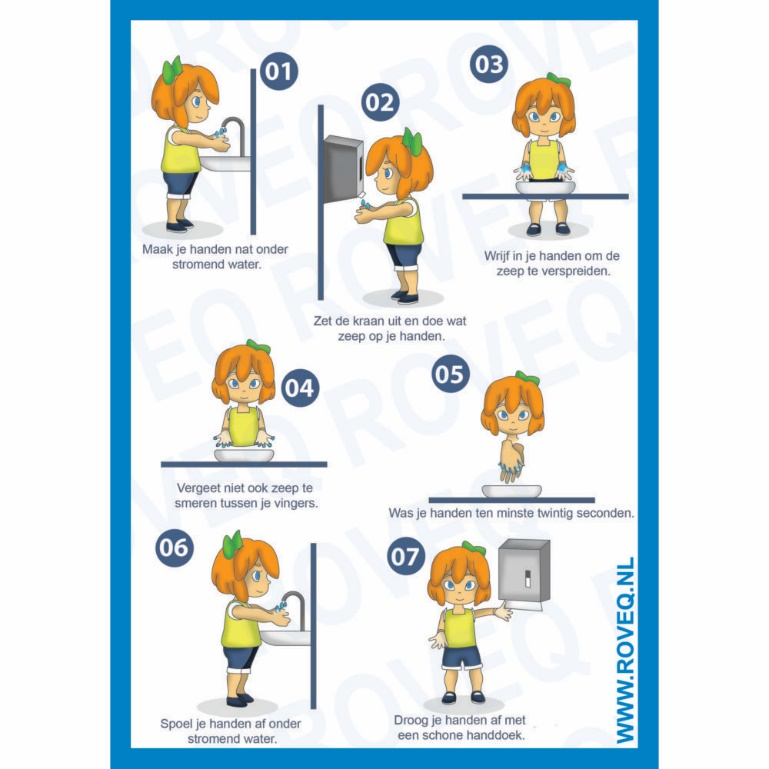 01
Maak je handen nat onder
stromend water.
02
Zet de kraan uit en doe wat
zeep op je handen.
03
Wrijf in je handen om de
zeep te verspreiden.
04
Vergeet niet ook zeep te
smeren tussen je vingers.
05
Was je handen ten minste twintig seconden.
06
Spoel je handen af onder
stromend water.
07
Droog je handen af met
een schone handdoek.
WWW.ROVEQ.NL
ROVEQ ROVEQ